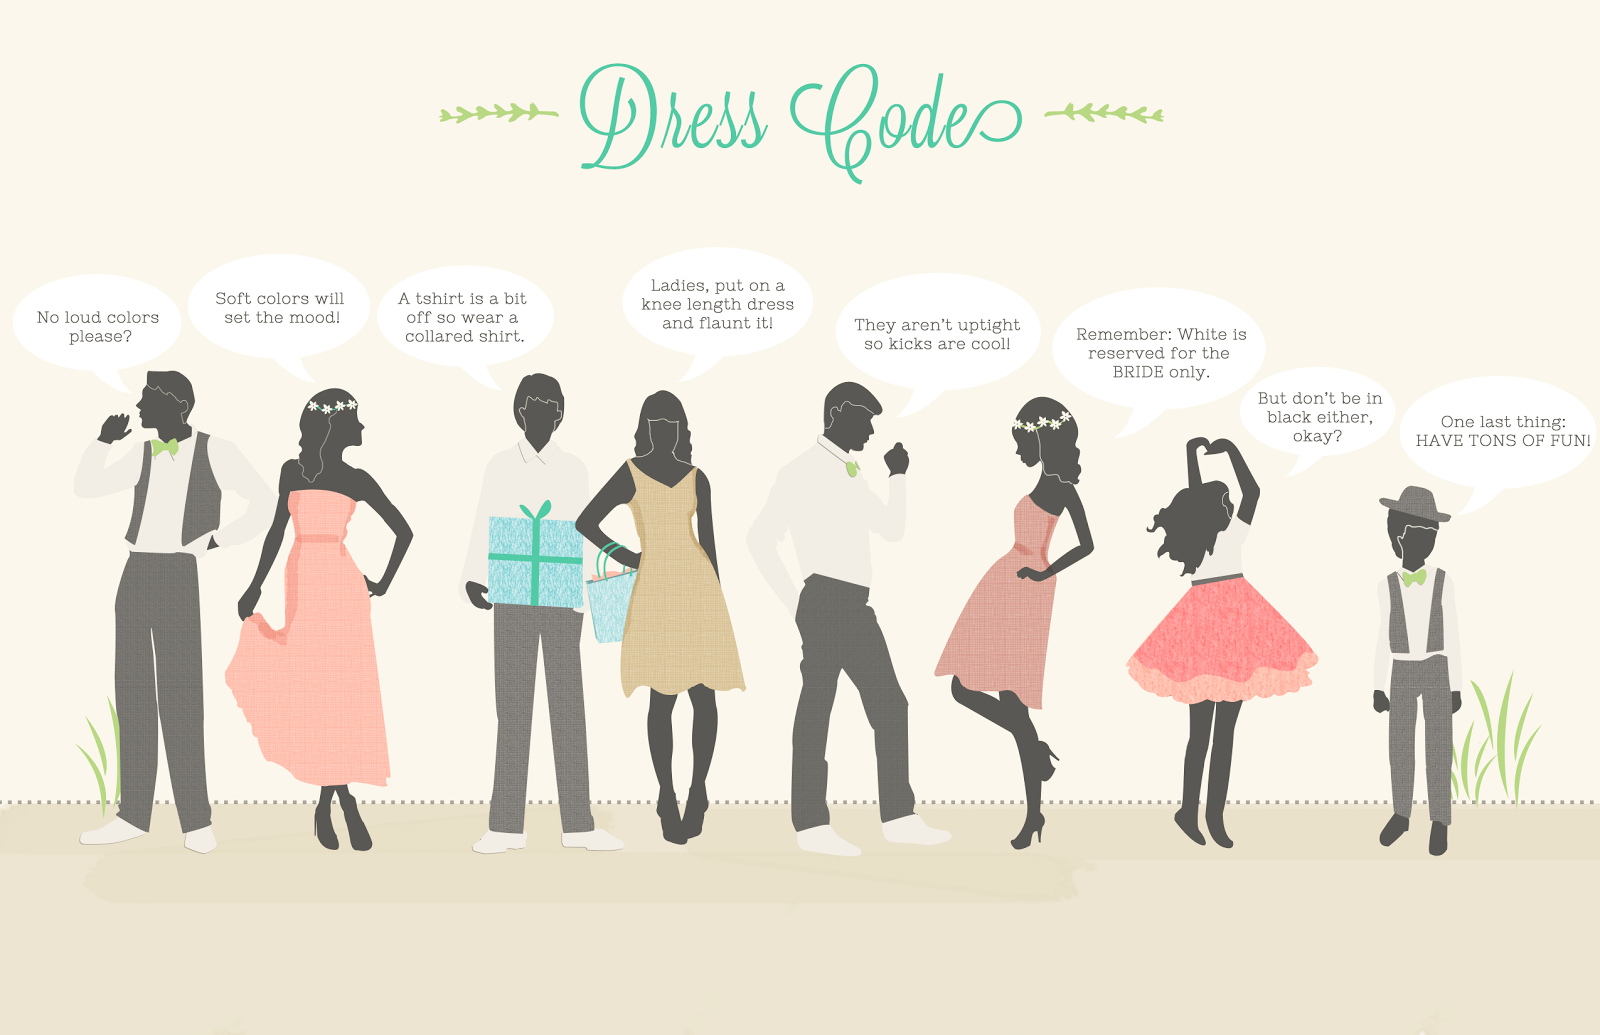 Dress Code
No loud colors
please?
Soft colors will
set the mood!
A tshirt is a bit
off so wear a
collared shirt.
Ladies, put on a
knee length dress
and flaunt it!
They aren't uptight
so kicks are cool!
Remember: White is
reserved for the
BRIDE only.
But don't be in
black either,
okay?
One last thing:
HAVE TONS OF FUN!